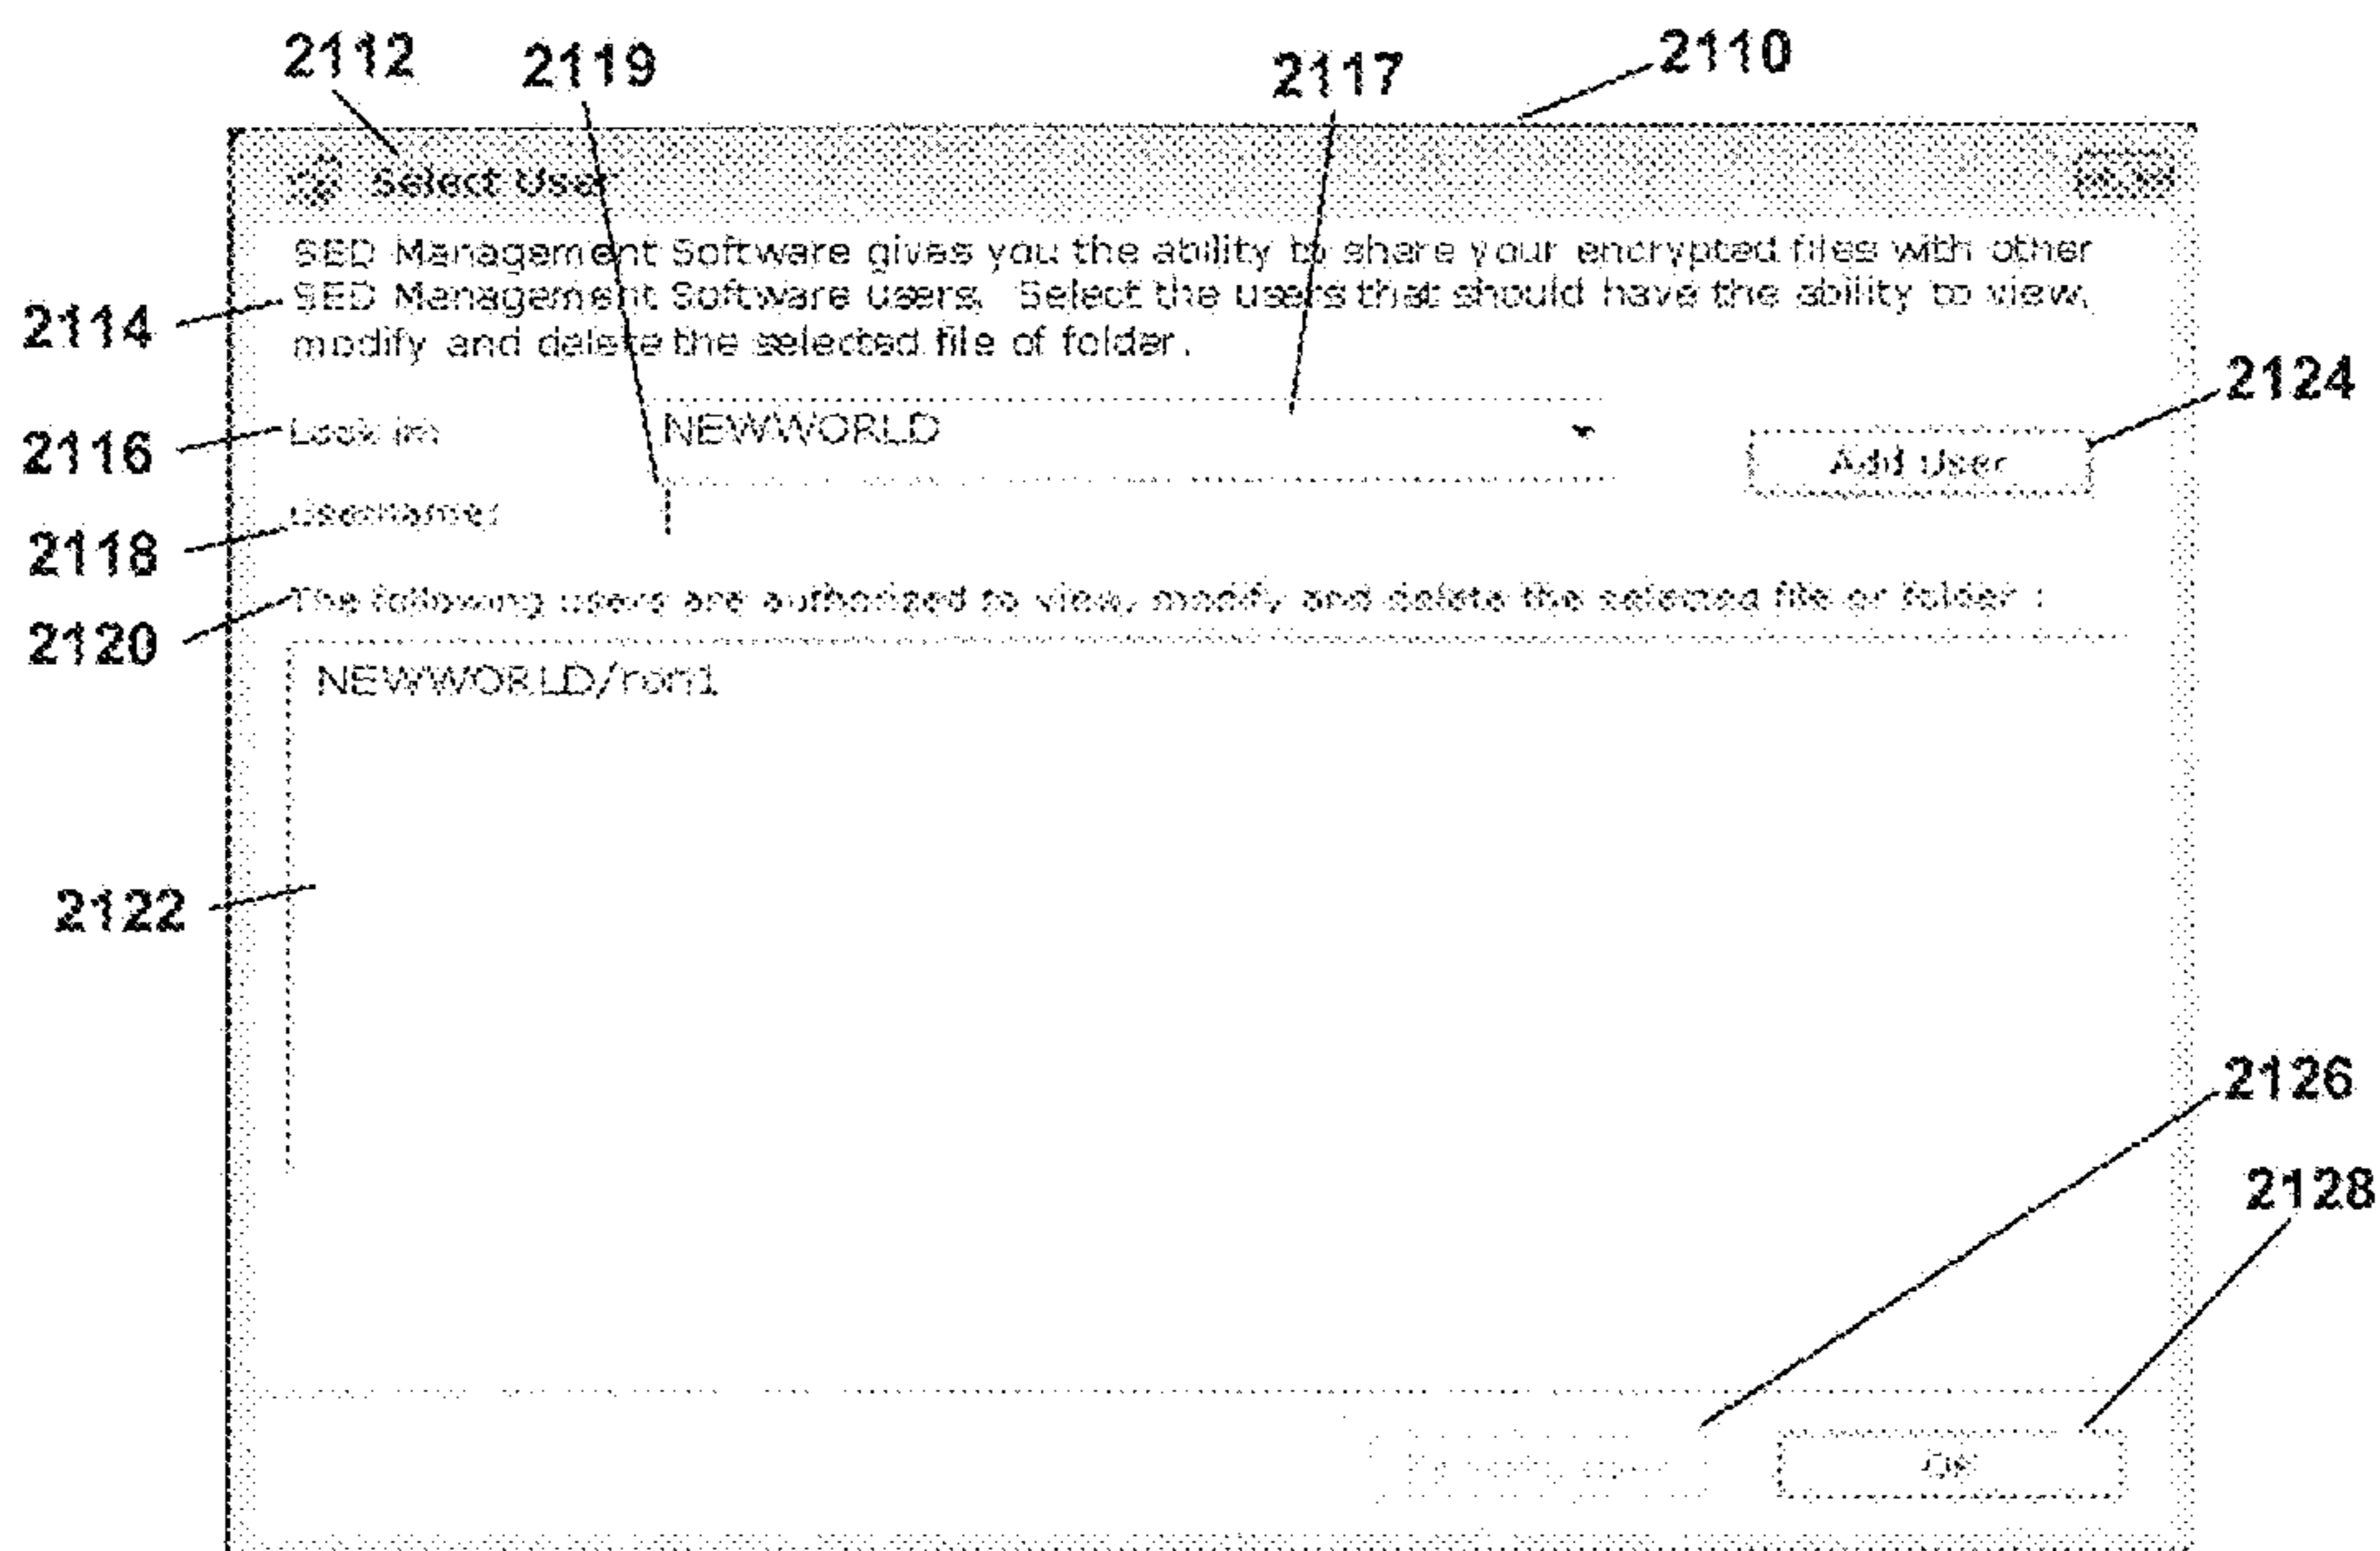 2112 2119 2117 2110
Select User
SED Management Software gives you the ability to share your encrypted files with other
2114 SED Management Software users. Select the users that should have the ability to view,
modify and delete the selected file of folder.
2124
2116 Look in: NEWWORLD
Add User
2118 Username:
2120 The following users are authorized to view, modify and delete the selected file or folder :
NEWWORLD/
2122
2126
2128
OK